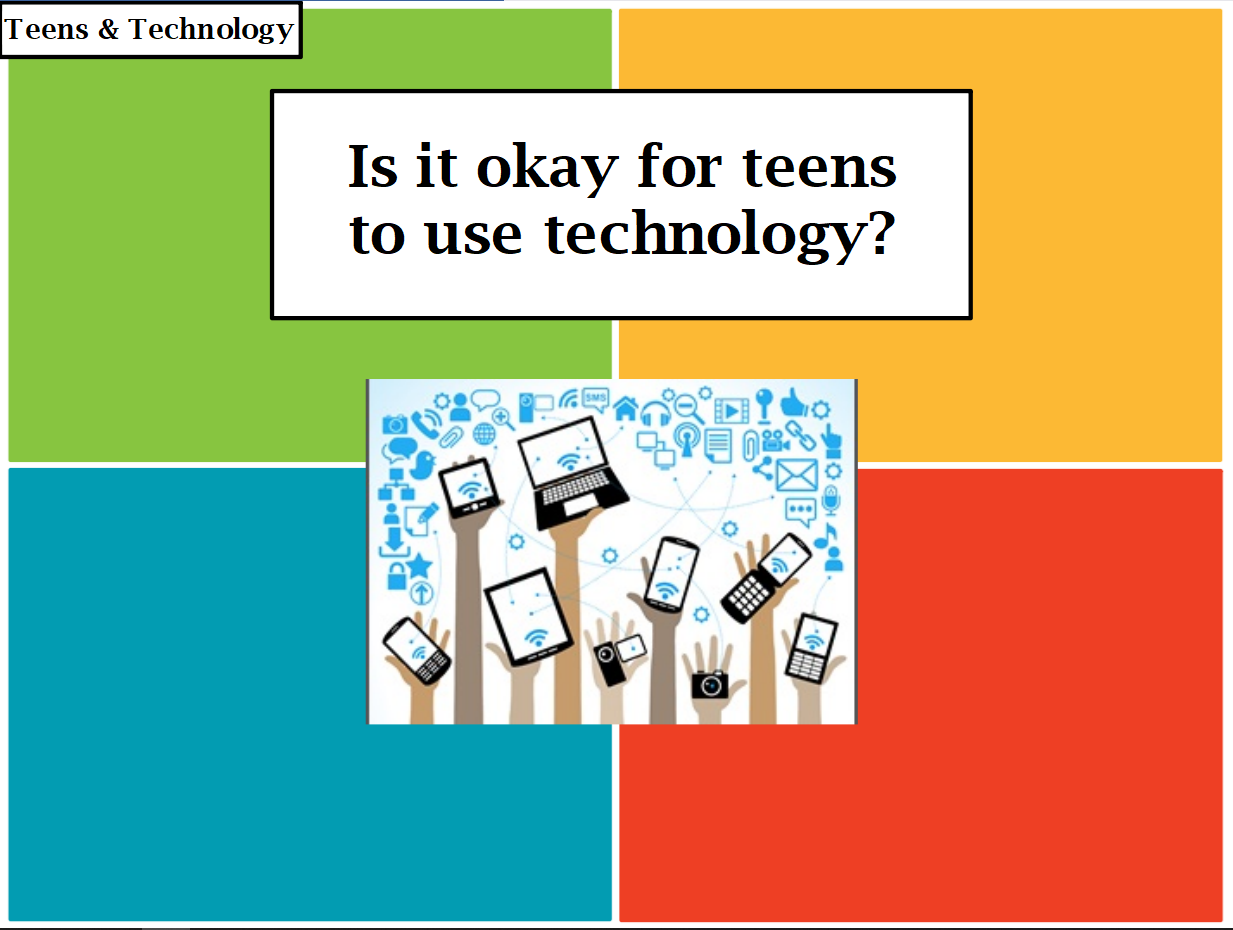 Teens & Technology
Is it okay for teens
to use technology?
SMS